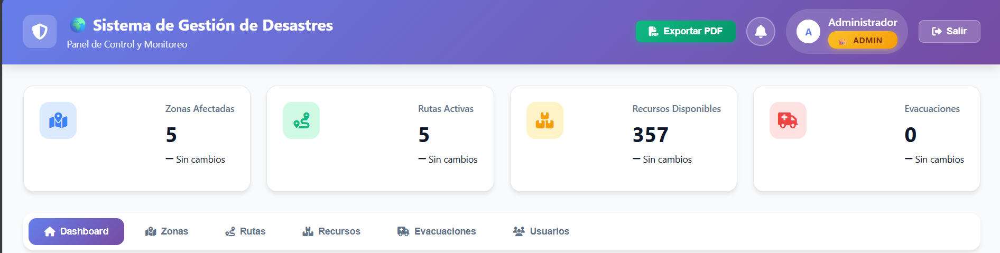 Sistema de Gestión de Desastres
Panel de Control y Monitoreo
PDF Exportar PDF
A
Administrador
ADMIN
Salir
Zonas Afectadas
5
Sin cambios
Rutas Activas
5
Sin cambios
Recursos Disponibles
357
Sin cambios
Evacuaciones
0
Sin cambios
Dashboard
Zonas
Rutas
Recursos
Evacuaciones
Usuarios